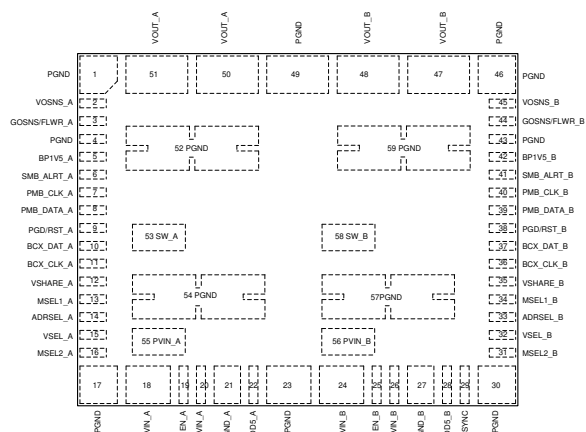 VOUT_A
VOUT_A
PGND
VOUT_B
VOUT_B
PGND
PGND 1 51 50 49 48 47 46 PGND
VOSNS_A 2 45 VOSNS_B
GOSNS/FLWR_A 3 44 GOSNS/FLWR_B
PGND 4 43 PGND
52 PGND 59 PGND
BP1V5_A 5 42 BP1V5_B
SMB_ALRT_A 6 41 SMB_ALRT_B
PMB_CLK_A 7 40 PMB_CLK_B
PMB_DATA_A 8 39 PMB_DATA_B
PGD/RST_A 9 38 PGD/RST_B
53 SW_A 58 SW_B
BCX_DAT_A 10 37 BCX_DAT_B
BCX_CLK_A 11 36 BCX_CLK_B
VSHARE_A 12 35 VSHARE_B
MSEL1_A 13 54 PGND 57PGND 34 MSEL1_B
ADRSEL_A 14 33 ADRSEL_B
VSEL_A 15 55 PVIN_A 56 PVIN_B 32 VSEL_B
MSEL2_A 16 31 MSEL2_B
17 18 19 20 21 22 23 24 25 26 27 28 29 30
PGND
VIN_A
EN_A
VIN_A
ND_A
D5_A
PGND
VIN_B
EN_B
VIN_B
ND_B
D5_B
SYNC
PGND